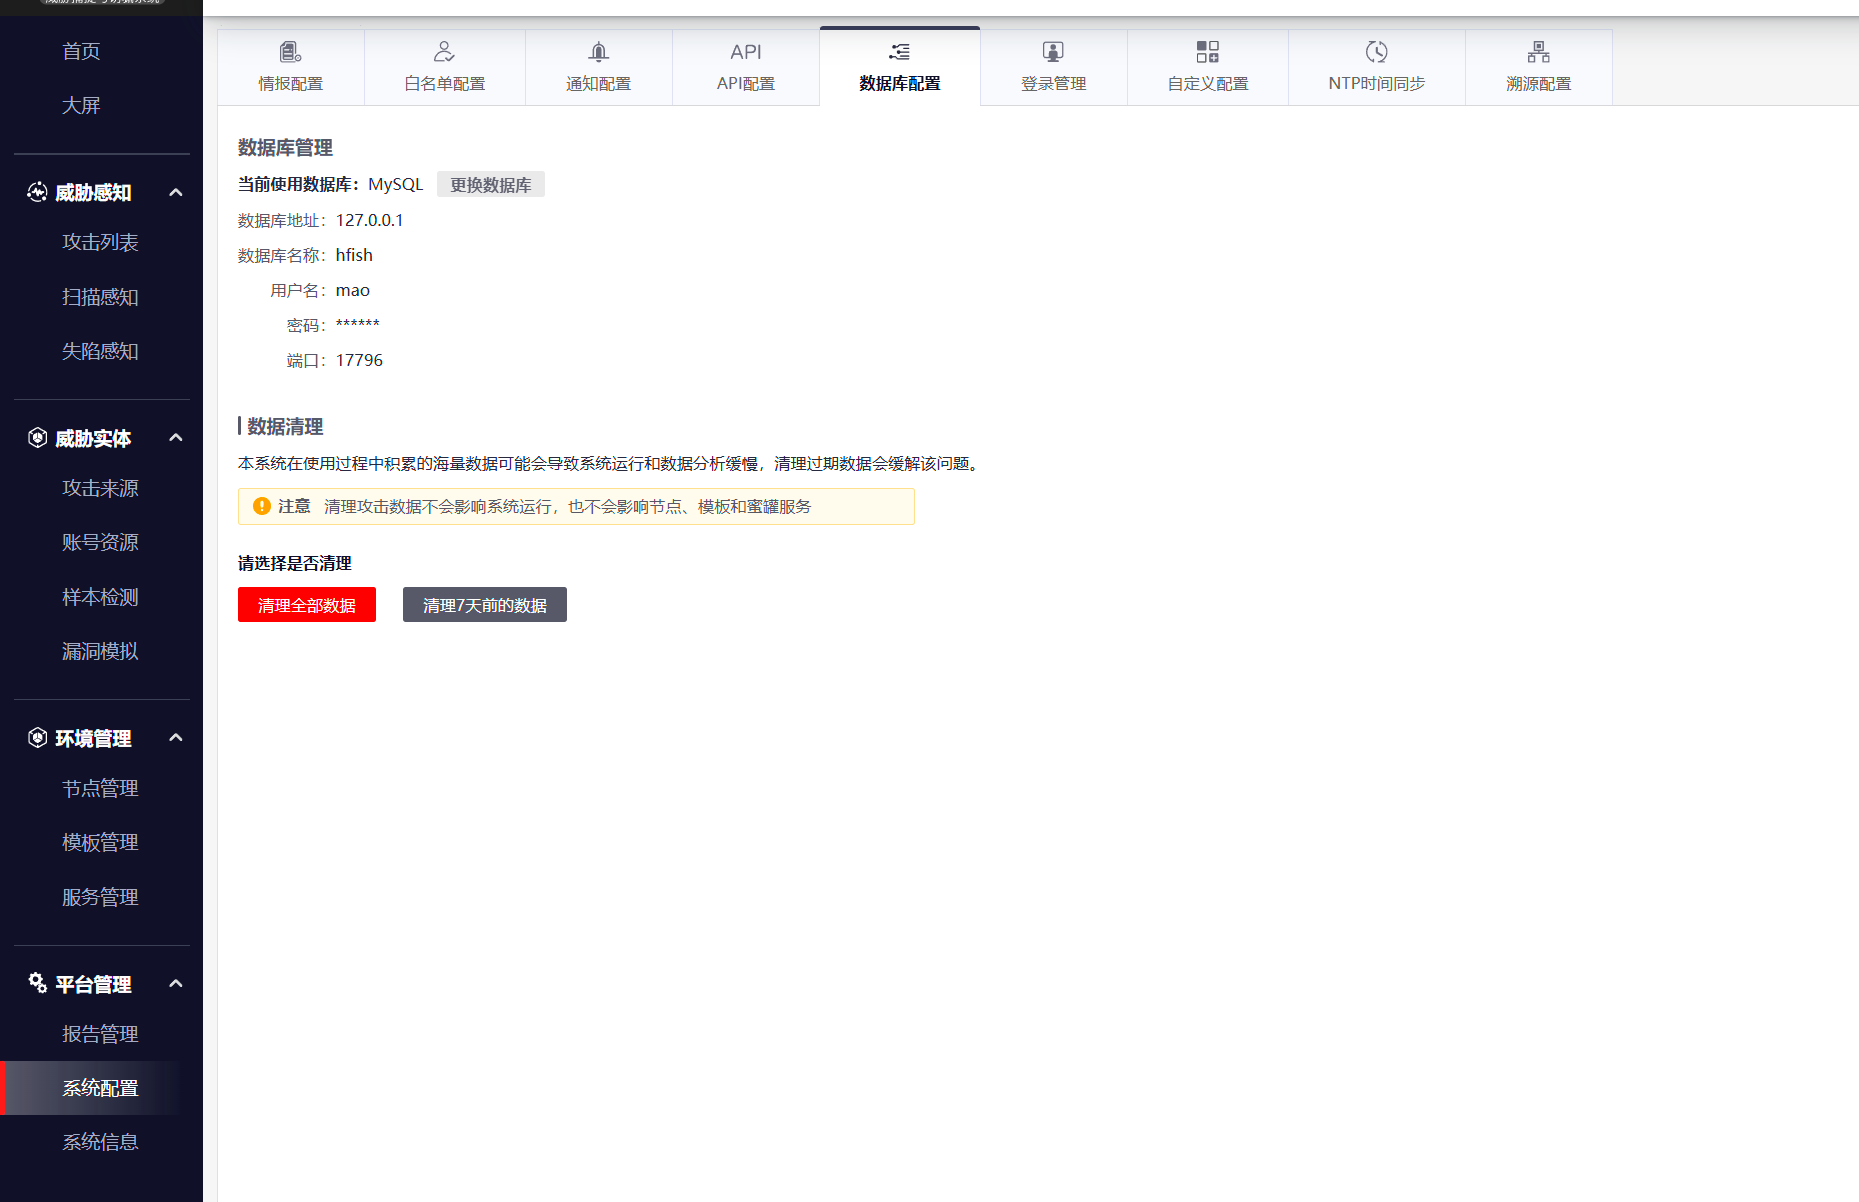 首页
大屏
威胁感知
攻击列表
扫描感知
失陷感知
威胁实体
攻击来源
账号资源
样本检测
漏洞模拟
环境管理
节点管理
模板管理
服务管理
平台管理
报告管理
系统配置
系统信息
情报配置
白名单配置
通知配置
API
API配置
数据库配置
登录管理
自定义配置
NTP时间同步
溯源配置
数据库管理
当前使用数据库：MySQL 更换数据库
数据库地址：127.0.0.1
数据库名称：hfish
用户名：mao
密码：******
端口：17796
数据清理
本系统在使用过程中积累的海量数据可能会导致系统运行和数据分析缓慢，清理过期数据会缓解该问题。
注意 清理攻击数据不会影响系统运行，也不会影响节点、模板和蜜罐服务
请选择是否清理
清理全部数据 清理7天前的数据